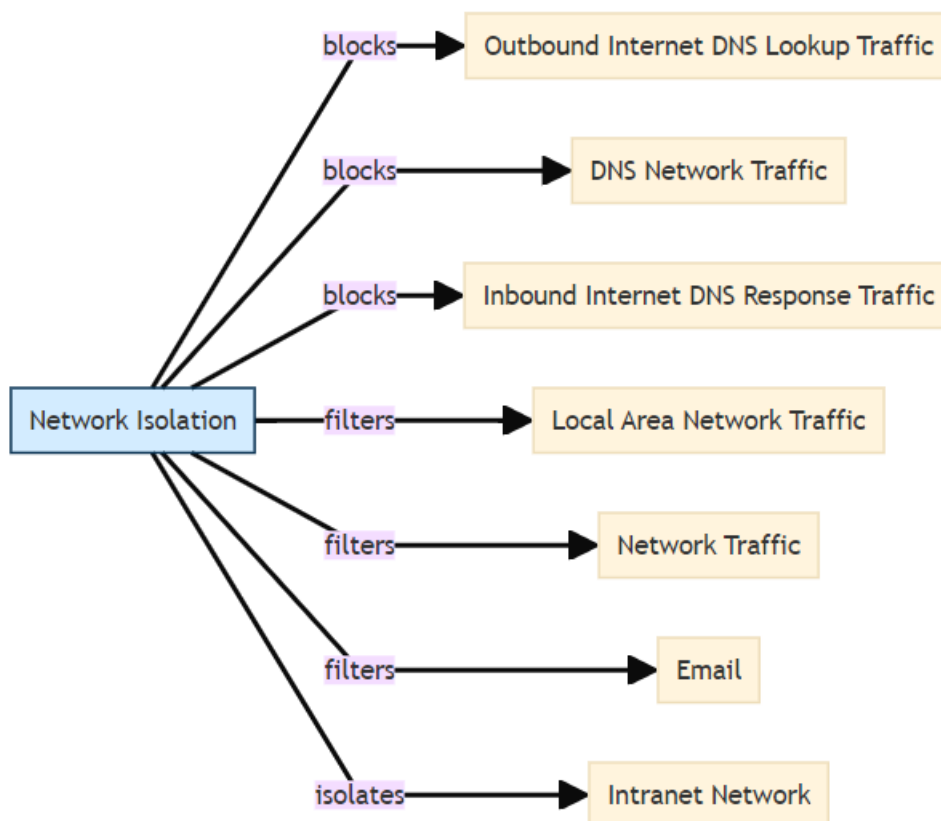 blocks
Outbound Internet DNS Lookup Traffic
blocks
DNS Network Traffic
blocks
Inbound Internet DNS Response Traffic
Network Isolation
filters
Local Area Network Traffic
filters
Network Traffic
filters
Email
isolates
Intranet Network